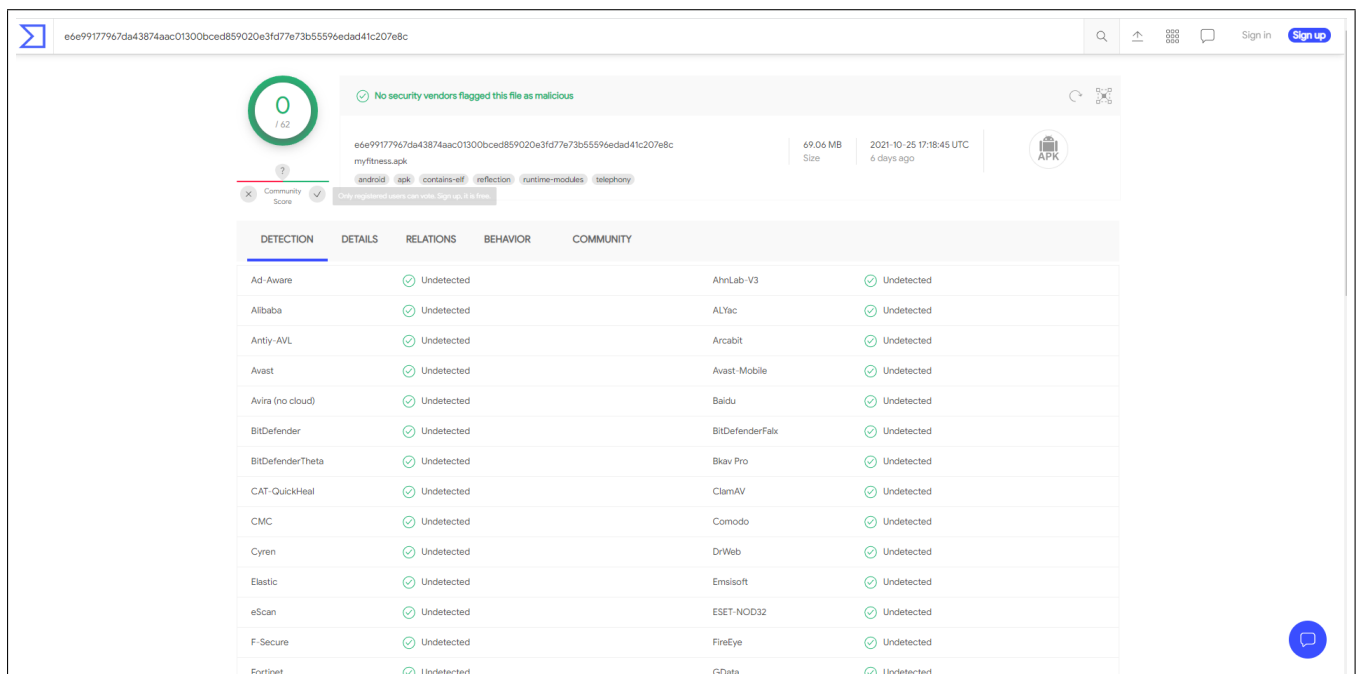 e6e99177967da43874aac01300bced859020e3fd77e73b55596edad41c207e8c
Sign in
Sign up
0
/ 62
No security vendors flagged this file as malicious
e6e99177967da43874aac01300bced859020e3fd77e73b55596edad41c207e8c
myfitness.apk
android apk contains-elf reflection runtime-modules telephony
69.06 MB
Size
2021-10-25 17:18:45 UTC
6 days ago
APK
?
Community
Score
Only registered users can vote. Sign up, it is free.
DETECTION DETAILS RELATIONS BEHAVIOR COMMUNITY
Ad-Aware Undetected AhnLab-V3 Undetected
Alibaba Undetected ALYac Undetected
Antiy-AVL Undetected Arcabit Undetected
Avast Undetected Avast-Mobile Undetected
Avira (no cloud) Undetected Baidu Undetected
BitDefender Undetected BitDefenderFalx Undetected
BitDefenderTheta Undetected Bkav Pro Undetected
CAT-QuickHeal Undetected ClamAV Undetected
CMC Undetected Comodo Undetected
Cyren Undetected DrWeb Undetected
Elastic Undetected Emsisoft Undetected
eScan Undetected ESET-NOD32 Undetected
F-Secure Undetected FireEye Undetected
Fortinet Undetected GData Undetected